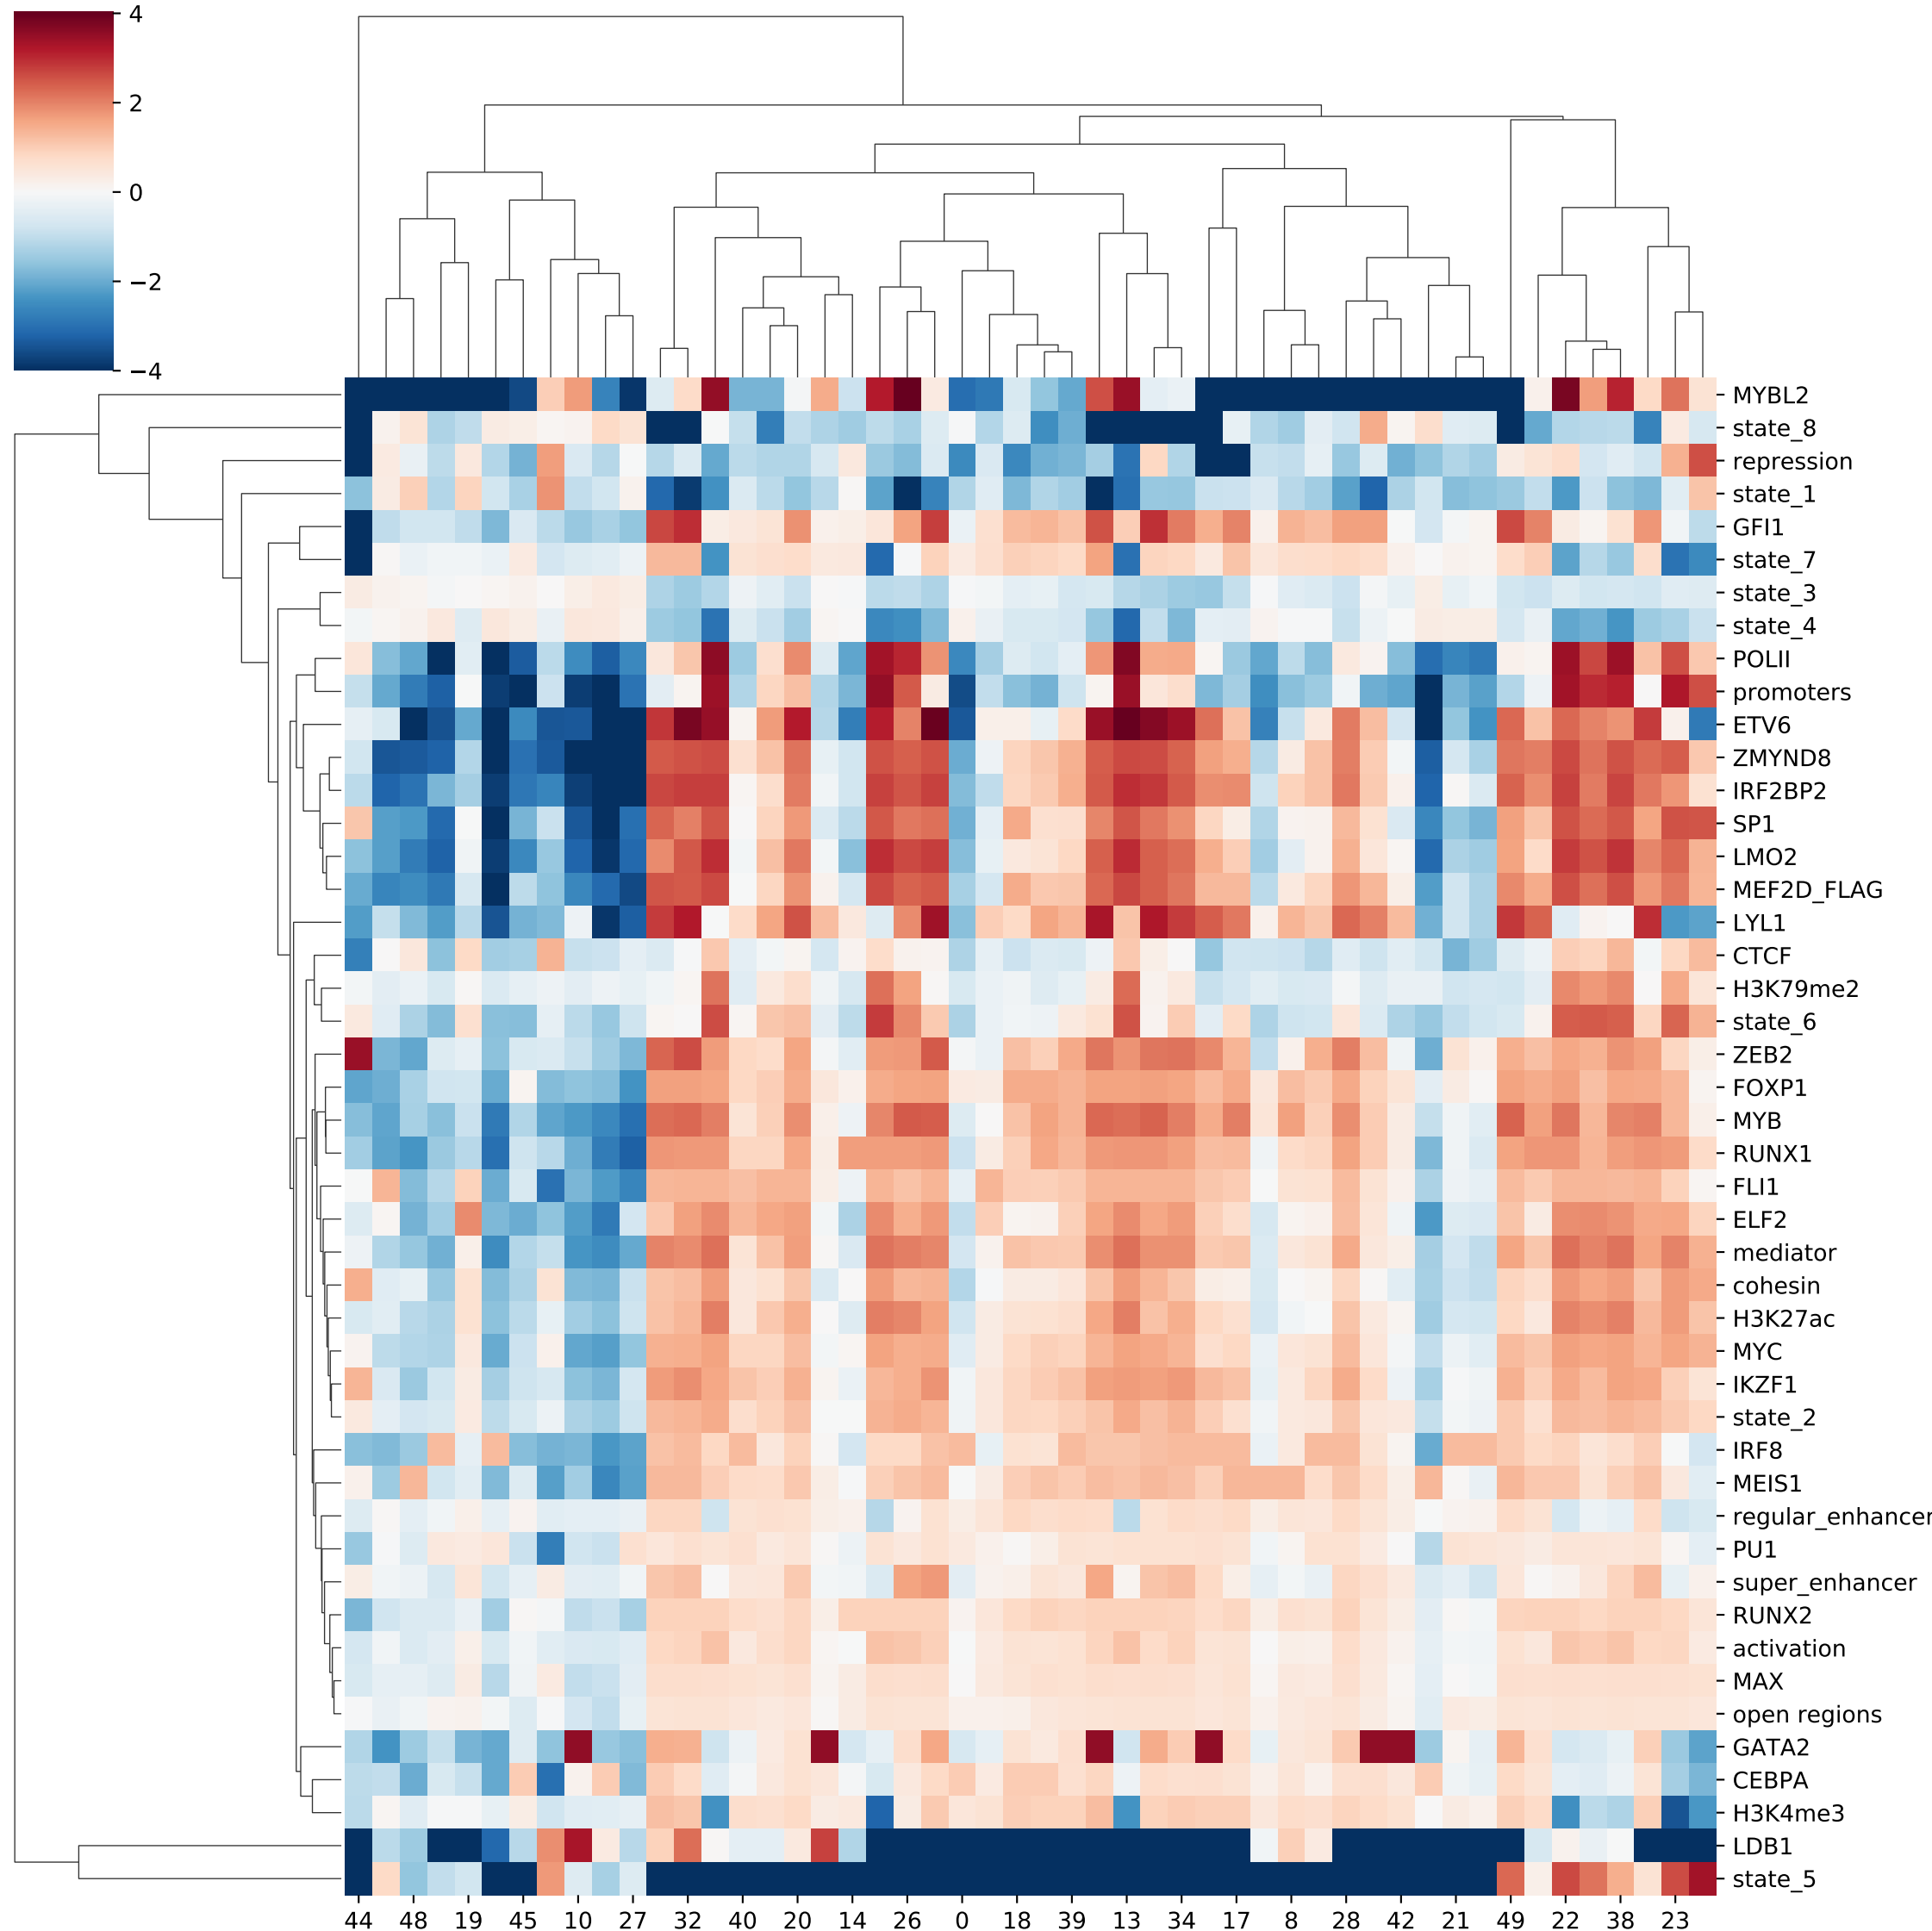 4
2
0
−2
−4
MYBL2
state_8
repression
state_1
GFI1
state_7
state_3
state_4
POLII
promoters
ETV6
ZMYND8
IRF2BP2
SP1
LMO2
MEF2D_FLAG
LYL1
CTCF
H3K79me2
state_6
ZEB2
FOXP1
MYB
RUNX1
FLI1
ELF2
mediator
cohesin
H3K27ac
MYC
IKZF1
state_2
IRF8
MEIS1
regular_enhancer
PU1
super_enhancer
RUNX2
activation
MAX
open regions
GATA2
CEBPA
H3K4me3
LDB1
state_5
44 48 19 45 10 27 32 40 20 14 26 0 18 39 13 34 17 8 28 42 21 49 22 38 23